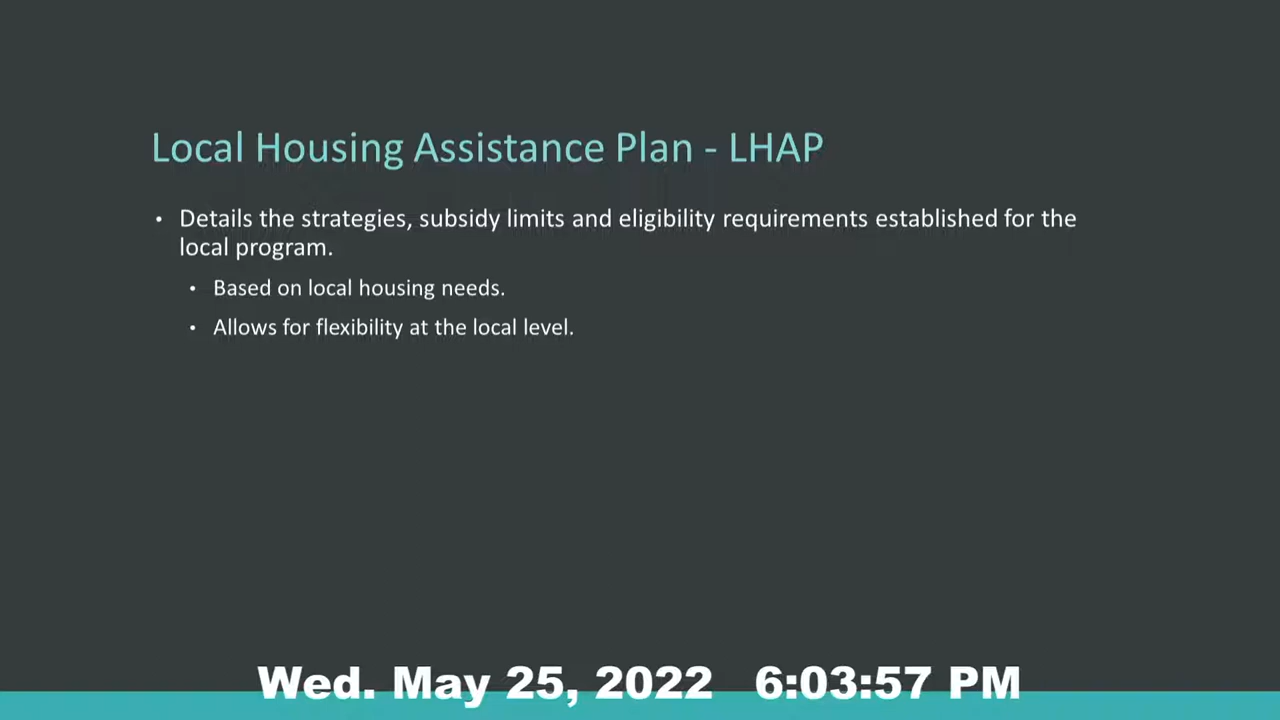 Local Housing Assistance Plan - LHAP
• Details the strategies, subsidy limits and eligibility requirements established for the
local program.
• Based on local housing needs.
• Allows for flexibility at the local level.
Wed. May 25, 2022 6:03:57 PM